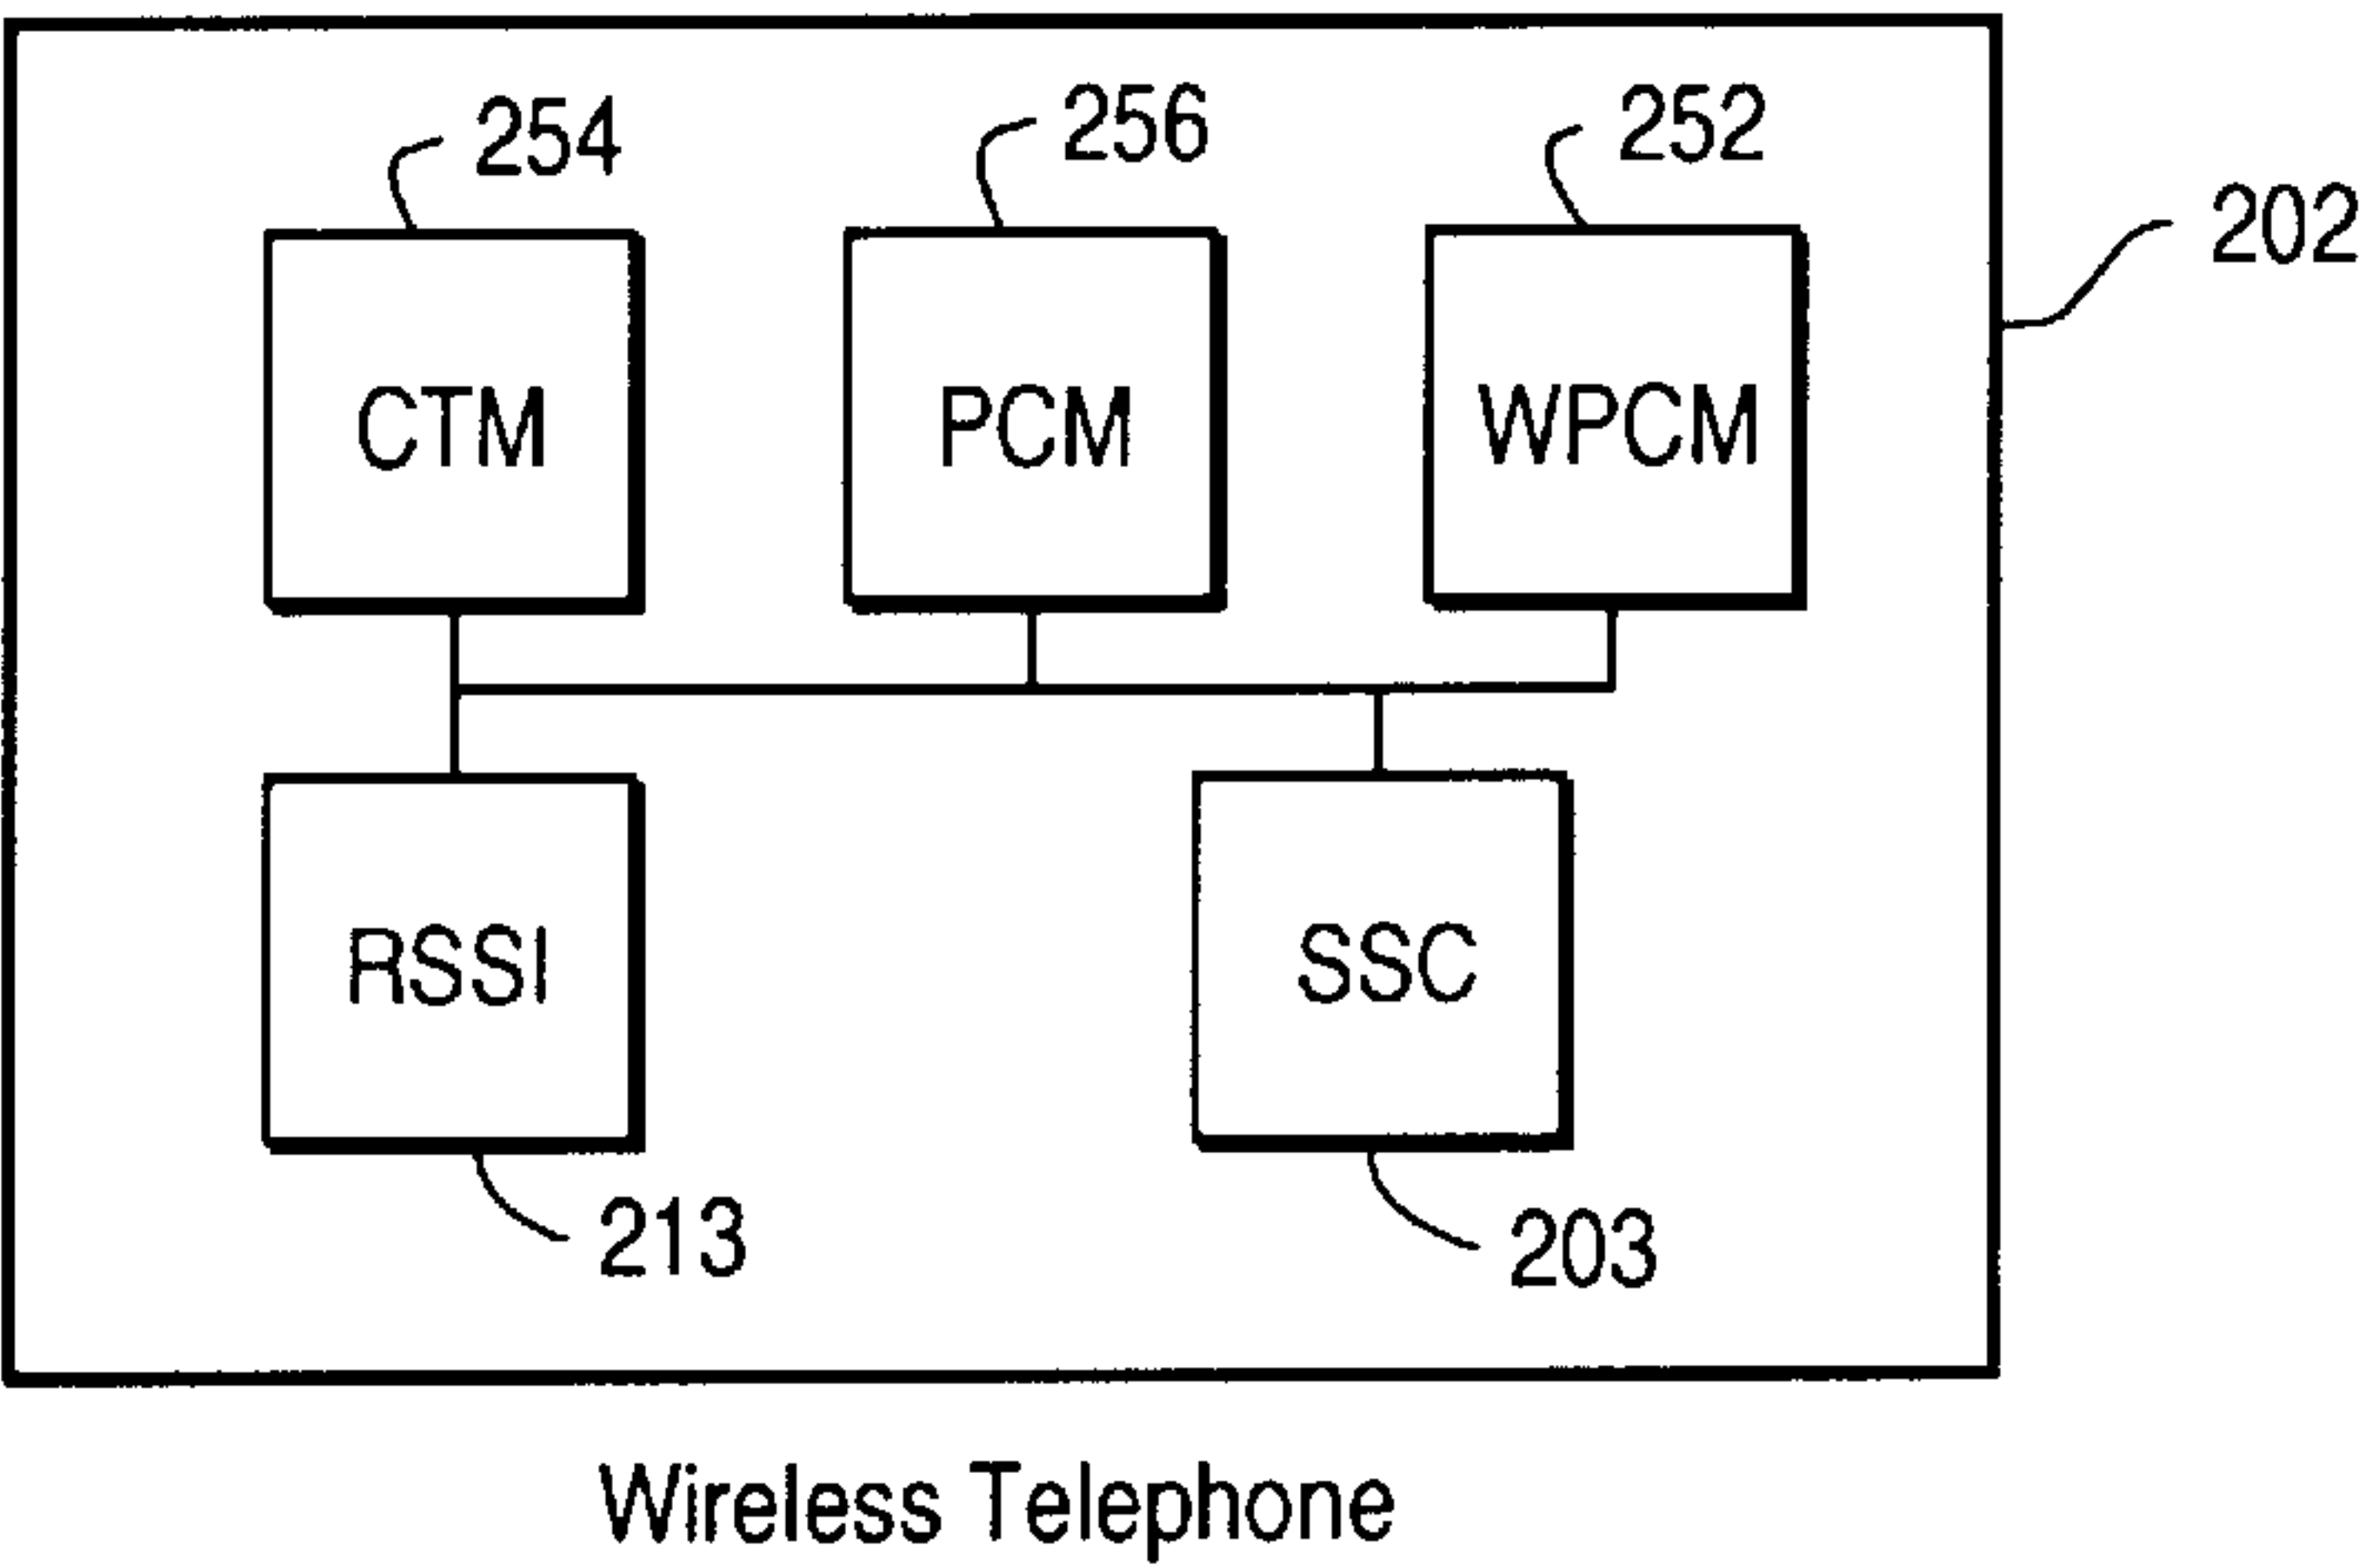 254 256 252
202
CTM PCM WPCM
RSSI SSC
213 203
Wireless Telephone